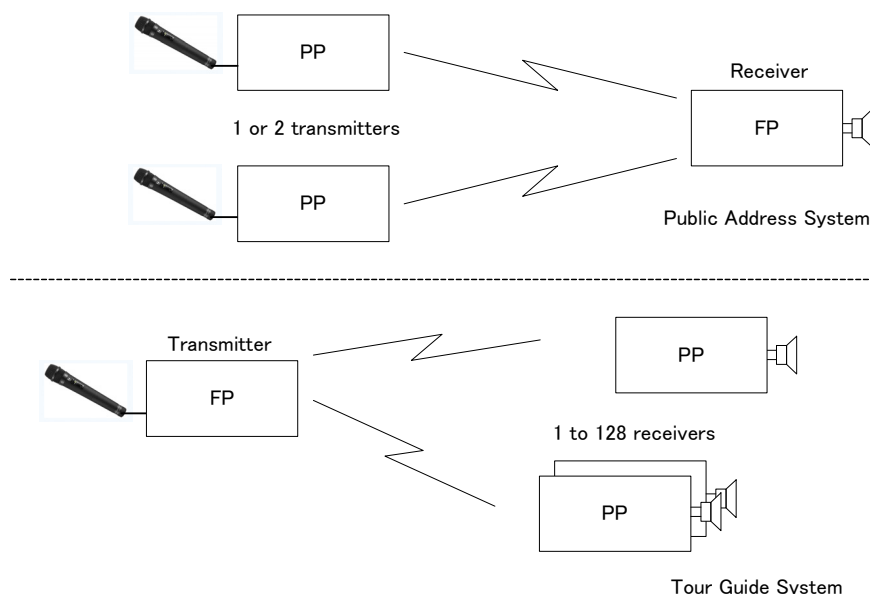 PP
Receiver
1 or 2 transmitters
FP
PP
Public Address System
Transmitter
PP
FP
1 to 128 receivers
PP
Tour Guide System